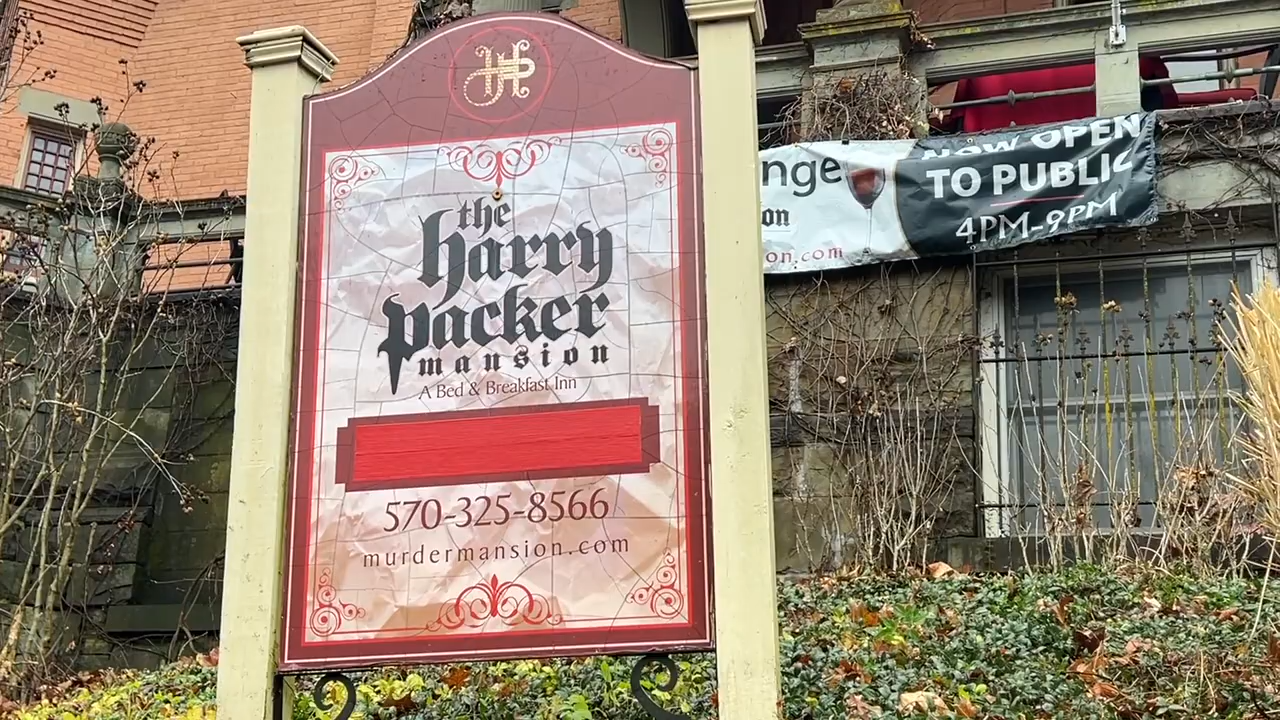 the
harry
packer
mansion
A Bed & Breakfast Inn
570-325-8566
murdermansion.com
nge
on
on.com
NOW OPEN
TO PUBLIC
4PM-9PM